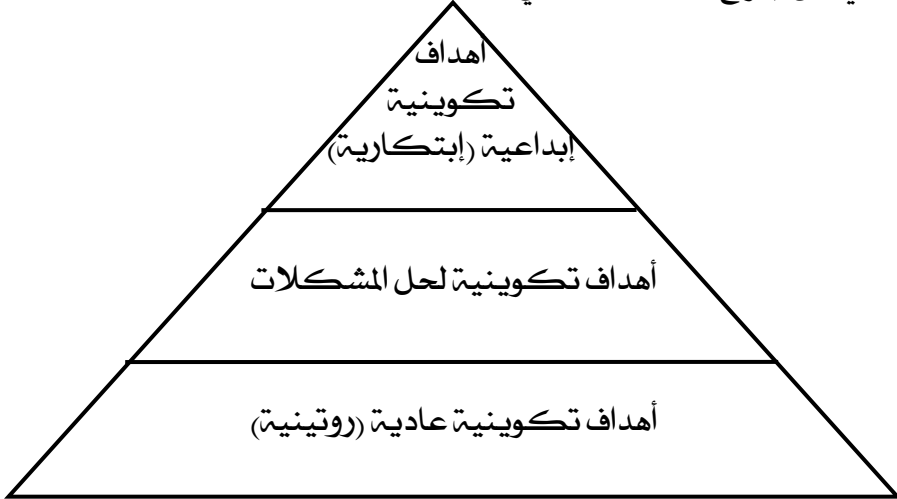 اهداف
تكوينية
إبداعية (إبتكارية)
أهداف تكوينية لحل المشكلات
أهداف تكوينية عادية (روتينية)